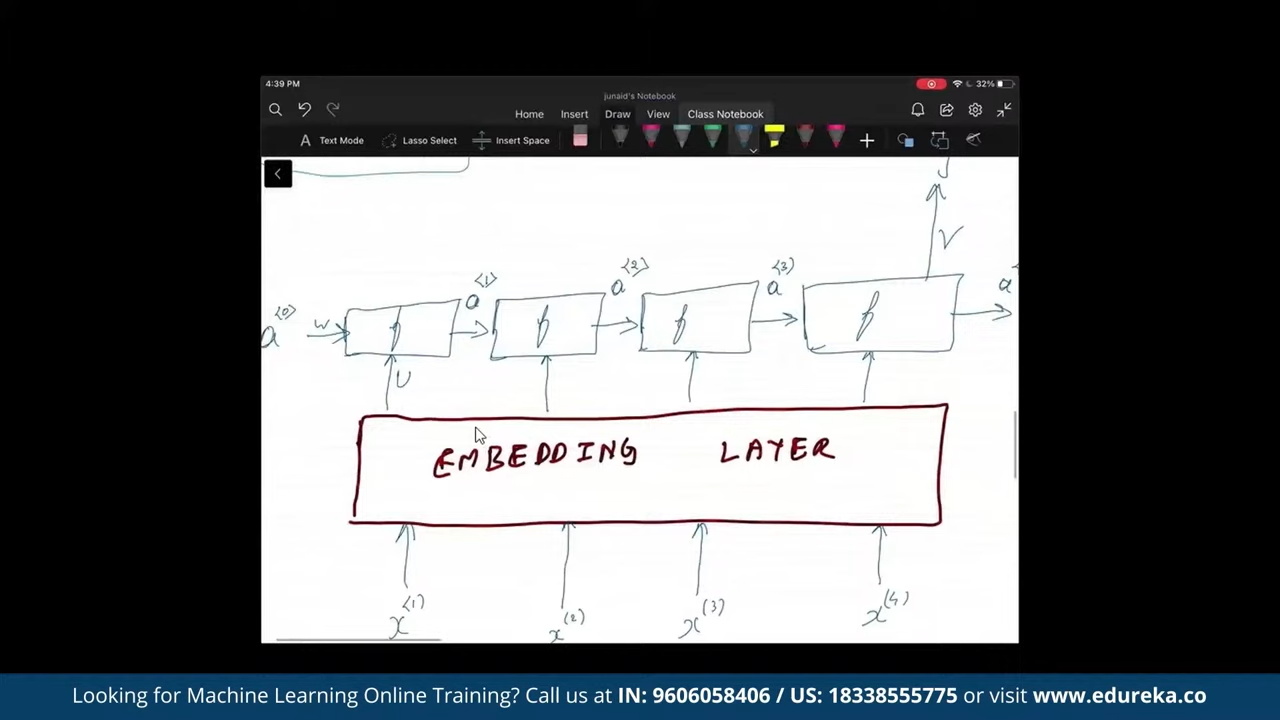 4:39 PM
32%
junaid's Notebook
Home Insert Draw View Class Notebook
A Text Mode Lasso Select Insert Space
V
a<0> w a<1> a<2> a<3> a
f f f f
U
EMBEDDING LAYER
x<1> x(2) x(3) x(4)
Looking for Machine Learning Online Training? Call us at IN: 9606058406 / US: 18338555775 or visit www.edureka.co